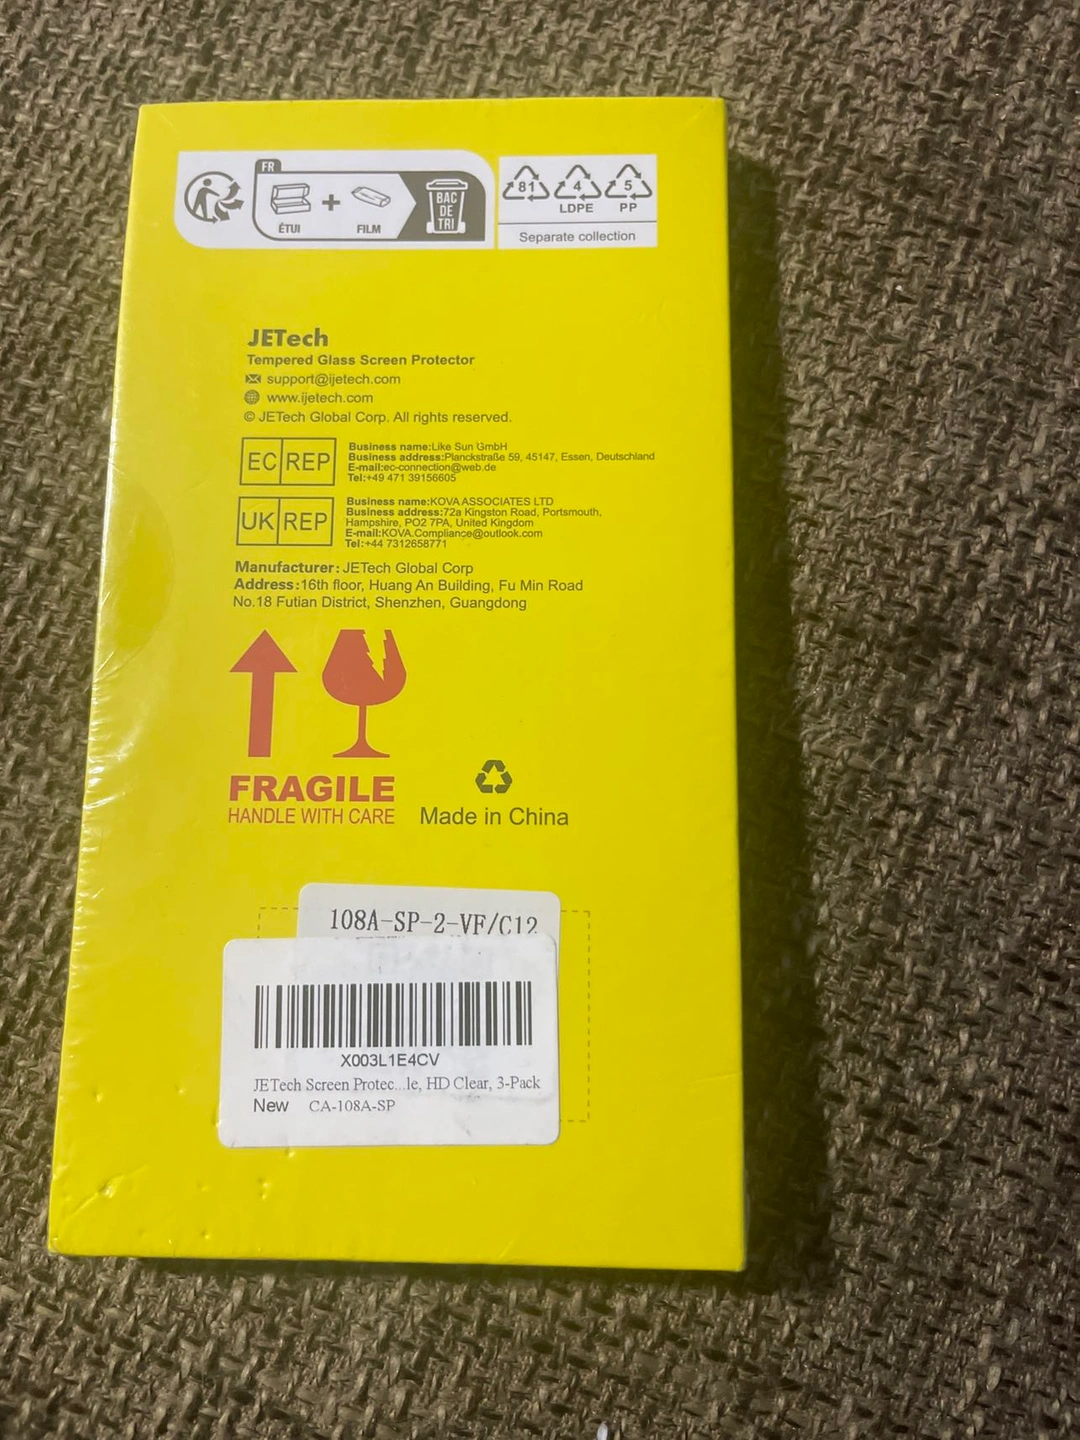 FR
ÉTUI + FILM
BAC
DE
TRI
81 4 5
LDPE PP
Separate collection
JETech
Tempered Glass Screen Protector
support@ijetech.com
www.ijetech.com
© JETech Global Corp. All rights reserved.
EC REP
Business name:Like Sun GmbH
Business address:Planckstraße 59, 45147, Essen, Deutschland
E-mail:ec-connection@web.de
Tel:+49 471 39156605
UK REP
Business name:KOVA ASSOCIATES LTD
Business address:72a Kingston Road, Portsmouth,
Hampshire, PO2 7PA, United Kingdom
E-mail:KOVA.Compliance@outlook.com
Tel:+44 7312658771
Manufacturer: JETech Global Corp
Address:16th floor, Huang An Building, Fu Min Road
No.18 Futian District, Shenzhen, Guangdong
FRAGILE
HANDLE WITH CARE
Made in China
108A-SP-2-VF/C12
X003L1E4CV
JETech Screen Protec...le, HD Clear, 3-Pack
New CA-108A-SP